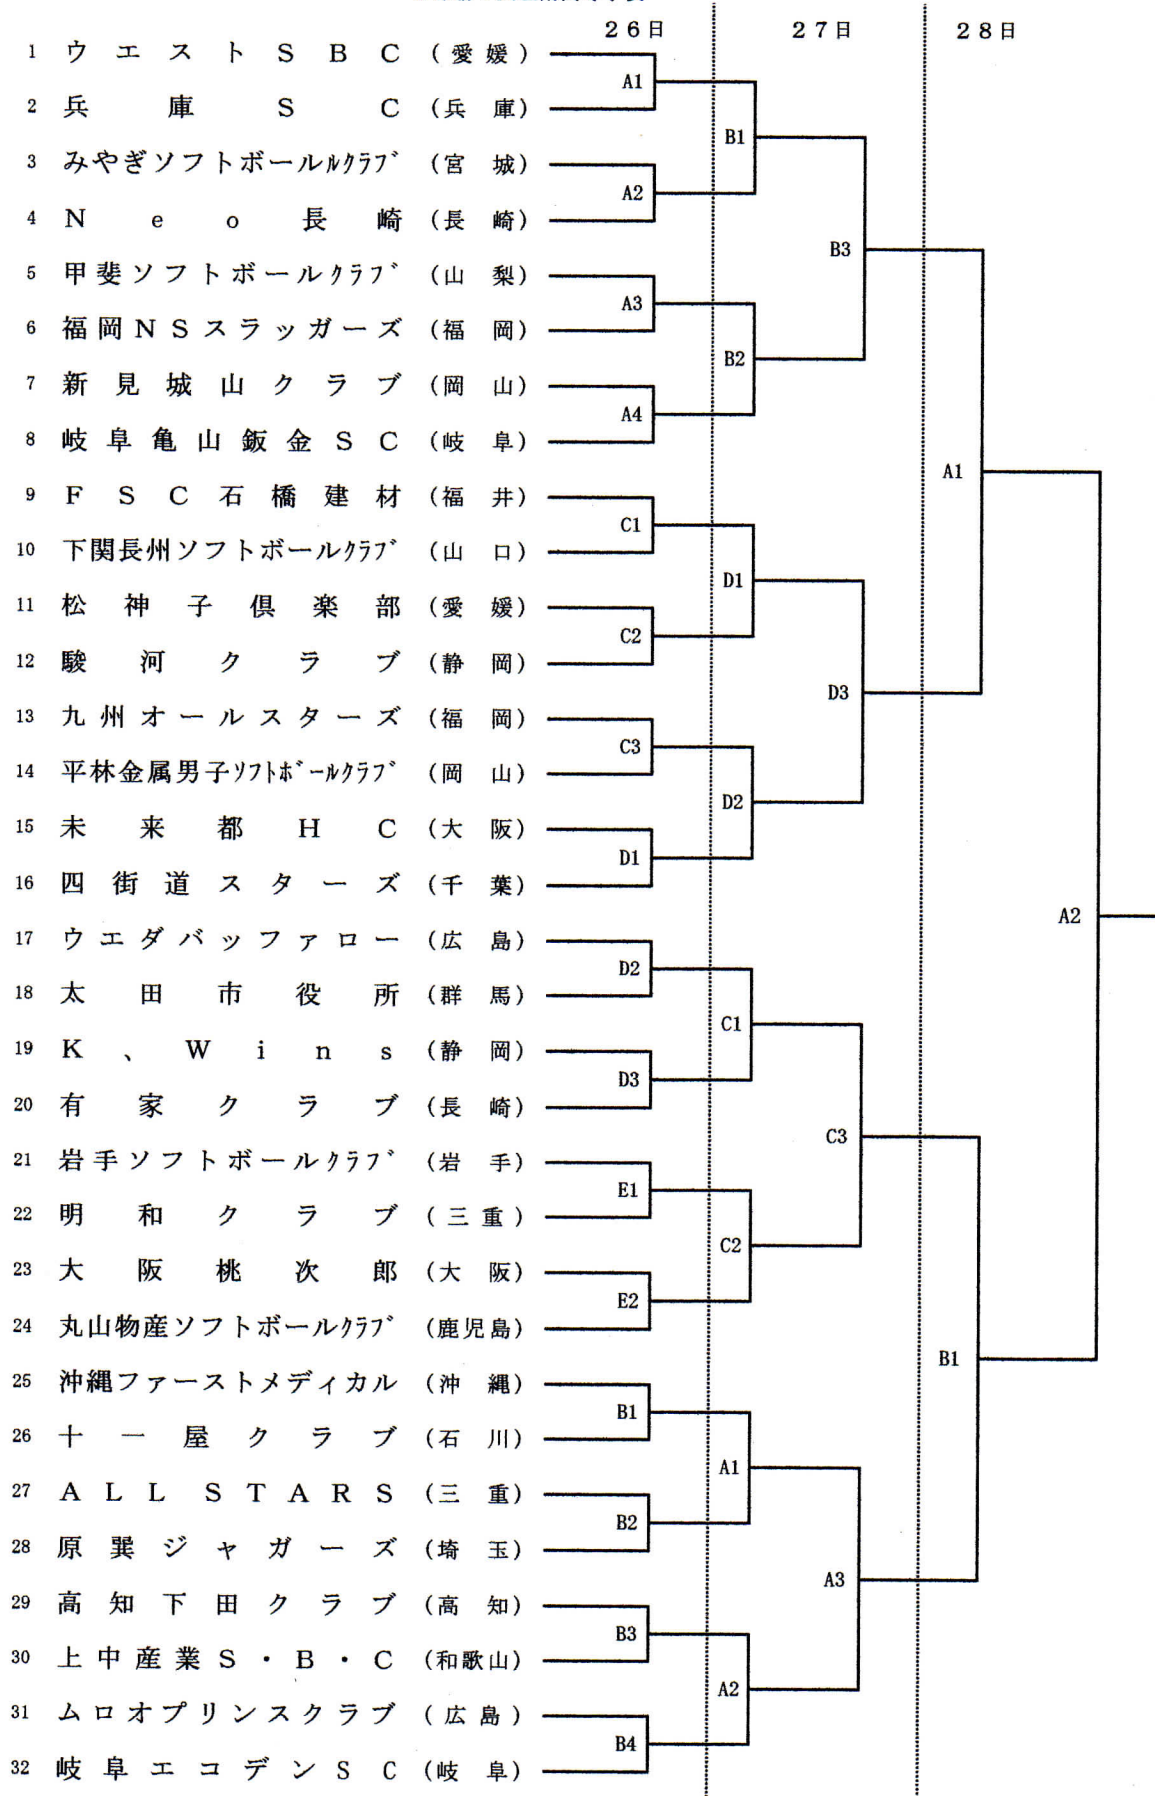 26日 27日 28日
1 ウエストSBC (愛媛)
A1
2 兵庫SC (兵庫)
B1
3 みやぎソフトボールルクラブ (宮城)
A2
4 Neo長崎 (長崎)
B3
5 甲斐ソフトボールクラブ (山梨)
A3
6 福岡NSスラッガーズ (福岡)
B2
7 新見城山クラブ (岡山)
A4
8 岐阜亀山鈑金SC (岐阜)
A1
9 FSC石橋建材 (福井)
C1
10 下関長州ソフトボールクラブ (山口)
D1
11 松神子倶楽部 (愛媛)
C2
12 駿河クラブ (静岡)
D3
13 九州オールスターズ (福岡)
C3
14 平林金属男子ソフトボールクラブ (岡山)
D2
15 未来都HC (大阪)
D1
16 四街道スターズ (千葉)
A2
17 ウエダバッファロー (広島)
D2
18 太田市役所 (群馬)
C1
19 K、Wins (静岡)
D3
20 有家クラブ (長崎)
C3
21 岩手ソフトボールクラブ (岩手)
E1
22 明和クラブ (三重)
C2
23 大阪桃次郎 (大阪)
E2
24 丸山物産ソフトボールクラブ (鹿児島)
B1
25 沖縄ファーストメディカル (沖縄)
B1
26 十一屋クラブ (石川)
A1
27 ALL STARS (三重)
B2
28 原巽ジャガーズ (埼玉)
A3
29 高知下田クラブ (高知)
B3
30 上中産業S・B・C (和歌山)
A2
31 ムロオプリンスクラブ (広島)
B4
32 岐阜エコデンSC (岐阜)